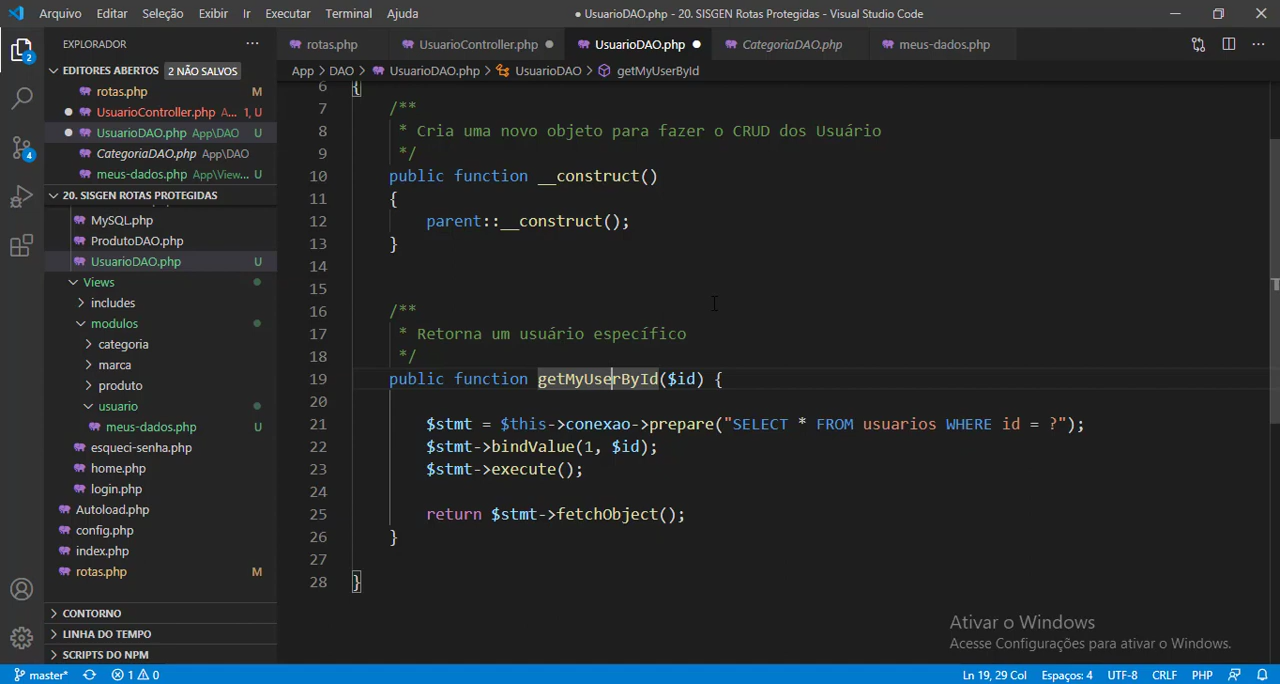 Arquivo Editar Seleção Exibir Ir Executar Terminal Ajuda ● UsuarioDAO.php - 20. SISGEN Rotas Protegidas - Visual Studio Code
EXPLORADOR
rotas.php UsuarioController.php UsuarioDAO.php CategoriaDAO.php meus-dados.php
EDITORES ABERTOS 2 NÃO SALVOS
App > DAO > UsuarioDAO.php > UsuarioDAO > getMyUserById
rotas.php M
UsuarioController.php A... 1, U
UsuarioDAO.php App\DAO U
CategoriaDAO.php App\DAO
meus-dados.php App\View... U
20. SISGEN ROTAS PROTEGIDAS
MySQL.php
ProdutoDAO.php
UsuarioDAO.php U
Views
includes
modulos
categoria
marca
produto
usuario
meus-dados.php U
esqueci-senha.php
home.php
login.php
Autoload.php
config.php
index.php
rotas.php M
CONTORNO
LINHA DO TEMPO
SCRIPTS DO NPM
2
4
6 {
7 /**
8 * Cria uma novo objeto para fazer o CRUD dos Usuário
9 */
10 public function __construct()
11 {
12 parent::__construct();
13 }
14
15
16 /**
17 * Retorna um usuário específico
18 */
19 public function getMyUserById($id) {
20
21 $stmt = $this->conexao->prepare("SELECT * FROM usuarios WHERE id = ?");
22 $stmt->bindValue(1, $id);
23 $stmt->execute();
24
25 return $stmt->fetchObject();
26 }
27
28 }
Ativar o Windows
Acesse Configurações para ativar o Windows.
master* 1 0 Ln 19, 29 Col Espaços: 4 UTF-8 CRLF PHP